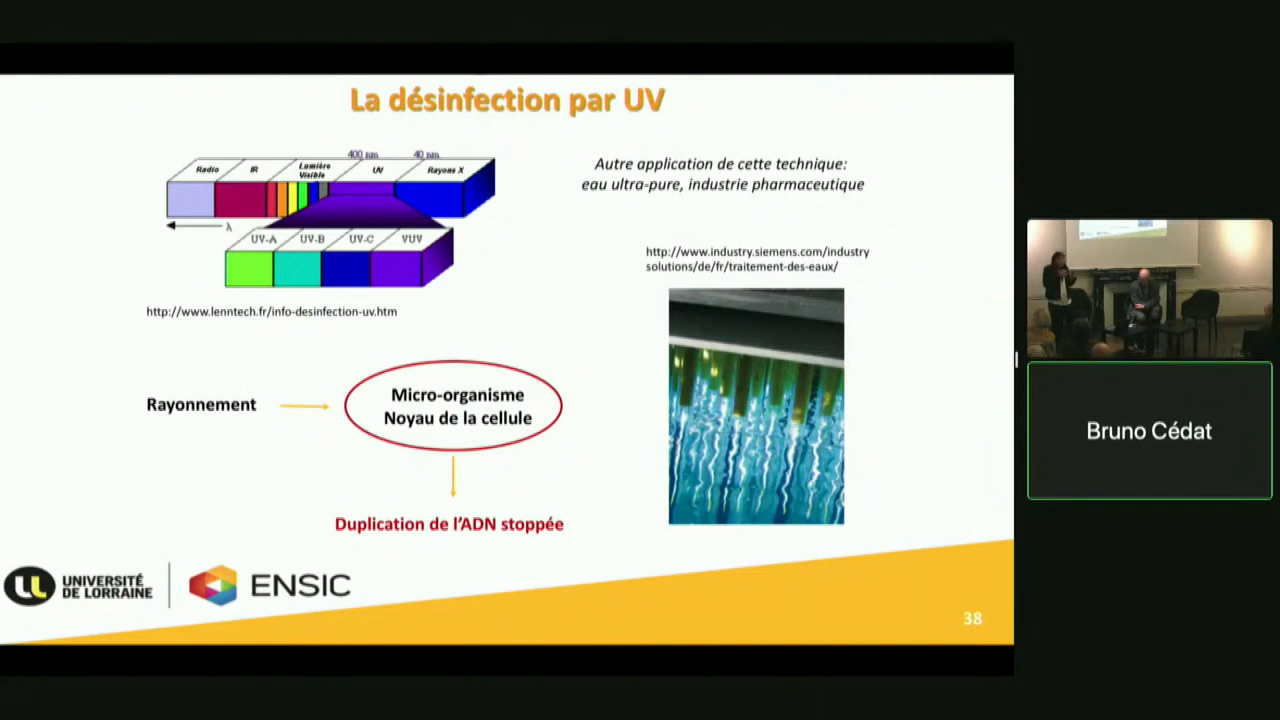 La désinfection par UV
400 nm
40 nm
Radio
IR
Lumière
Visible
UV
Rayons X
λ
UV-A
UV-B
UV-C
VUV
http://www.lenntech.fr/info-desinfection-uv.htm
Autre application de cette technique:
eau ultra-pure, industrie pharmaceutique
http://www.industry.siemens.com/industry
solutions/de/fr/traitement-des-eaux/
Rayonnement
Micro-organisme
Noyau de la cellule
Duplication de l'ADN stoppée
UNIVERSITÉ
DE LORRAINE
ENSIC
38
Bruno Cédat